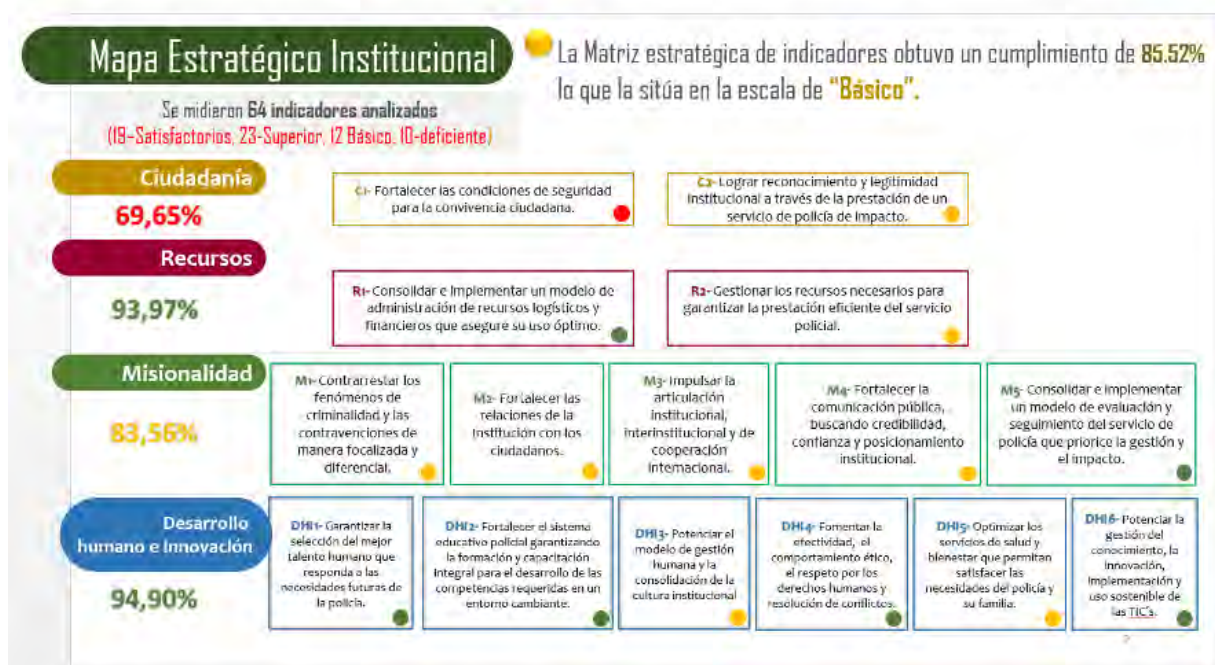 Mapa Estratégico Institucional
La Matriz estratégica de indicadores obtuvo un cumplimiento de 85.52%
lo que la sitúa en la escala de "Básico".
Se midieron 64 indicadores analizados
(19-Satisfactorios, 23-Superior, 12 Básico, 10-deficiente)
Ciudadanía
69,65%
C1- Fortalecer las condiciones de seguridad
para la convivencia ciudadana.
C2- Lograr reconocimiento y legitimidad
institucional a través de la prestación de un
servicio de policía de impacto.
Recursos
93,97%
R1- Consolidar e implementar un modelo de
administración de recursos logísticos y
financieros que asegure su uso óptimo.
R2- Gestionar los recursos necesarios para
garantizar la prestación eficiente del servicio
policial.
Misionalidad
83,56%
M1- Contrarrestar los
fenómenos de
criminalidad y las
contravenciones de
manera focalizada y
diferencial.
M2- Fortalecer las
relaciones de la
Institución con los
ciudadanos.
M3- Impulsar la
articulación
institucional,
interinstitucional y de
cooperación
internacional.
M4- Fortalecer la
comunicación pública,
buscando credibilidad,
confianza y posicionamiento
institucional.
M5- Consolidar e implementar
un modelo de evaluación y
seguimiento del servicio de
policía que priorice la gestión y
el impacto.
Desarrollo
humano e Innovación
94,90%
DHI1- Garantizar la
selección del mejor
talento humano que
responda a las
necesidades futuras de
la policía.
DHI2- Fortalecer el sistema
educativo policial garantizando
la formación y capacitación
integral para el desarrollo de las
competencias requeridas en un
entorno cambiante.
DHI3- Potenciar el
modelo de gestión
humana y la
consolidación de la
cultura institucional
DHI4- Fomentar la
efectividad, el
comportamiento ético,
el respeto por los
derechos humanos y
resolución de conflictos.
DHI5- Optimizar los
servicios de salud y
bienestar que permitan
satisfacer las
necesidades del policía y
su familia.
DHI6- Potenciar la
gestión del
conocimiento, la
innovación,
implementación y
uso sostenible de
las TIC's.